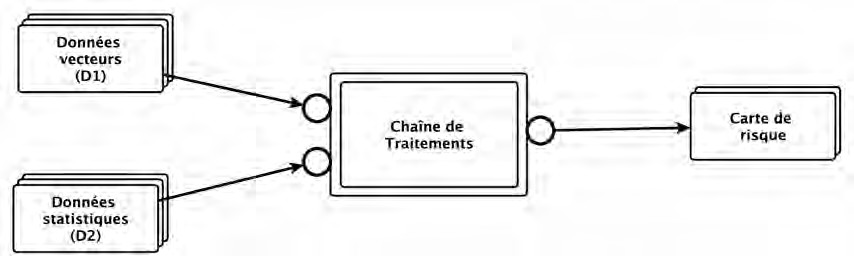 Données
vecteurs
(D1)
Données
statistiques
(D2)
Chaîne de
Traitements
Carte de
risque